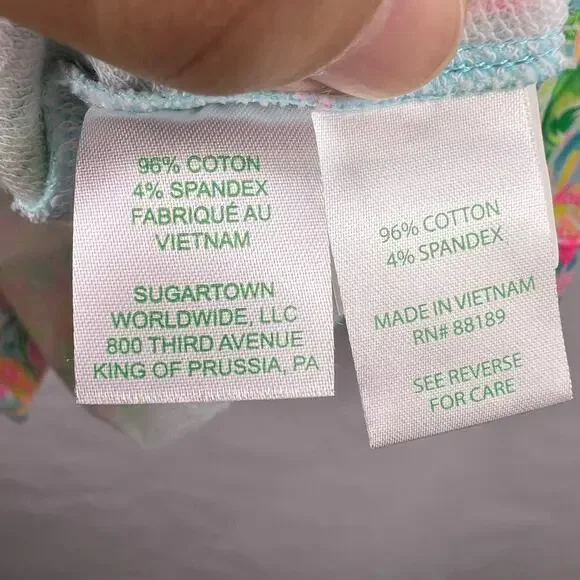 96% COTON
4% SPANDEX
FABRIQUÉ AU
VIETNAM
SUGARTOWN
WORLDWIDE, LLC
800 THIRD AVENUE
KING OF PRUSSIA, PA
96% COTTON
4% SPANDEX
MADE IN VIETNAM
RN# 88189
SEE REVERSE
FOR CARE